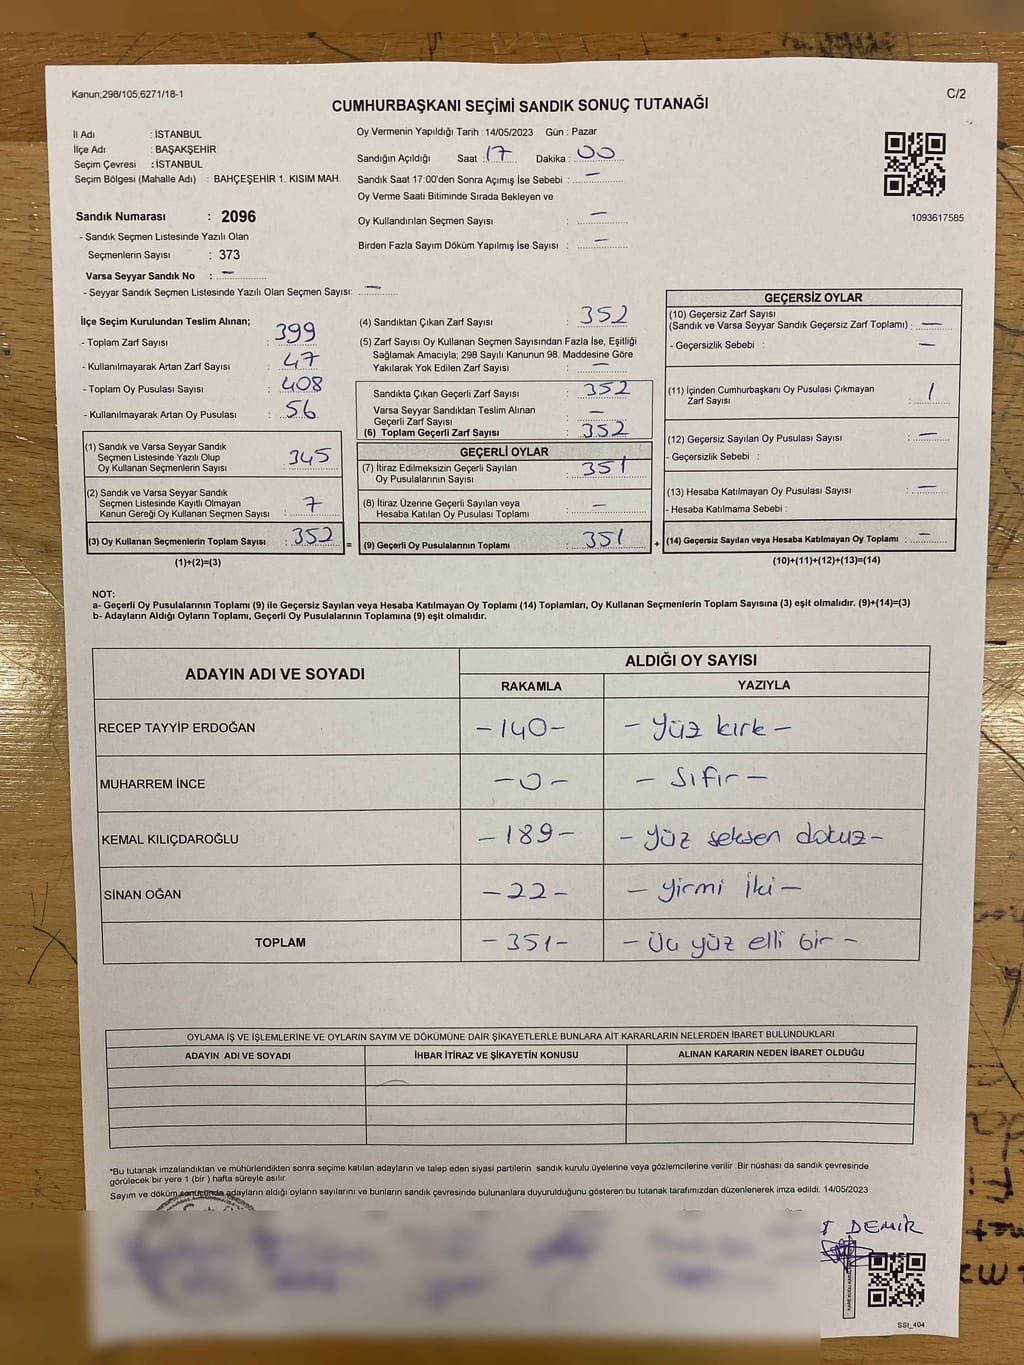 Kanun;298/105;6271/18-1
C/2
CUMHURBAŞKANI SEÇİMİ SANDIK SONUÇ TUTANAĞI
İl Adı : İSTANBUL
İlçe Adı : BAŞAKŞEHİR
Seçim Çevresi : İSTANBUL
Seçim Bölgesi (Mahalle Adı) : BAHÇEŞEHİR 1. KISIM MAH.
Oy Vermenin Yapıldığı Tarih : 14/05/2023 Gün : Pazar
Sandığın Açıldığı Saat : 17 Dakika : 00
Sandık Saat 17:00'den Sonra Açımış İse Sebebi : —
Oy Verme Saati Bitiminde Sırada Bekleyen ve
Oy Kullandırılan Seçmen Sayısı : —
Birden Fazla Sayım Döküm Yapılmış İse Sayısı : —
1093617585
Sandık Numarası : 2096
- Sandık Seçmen Listesinde Yazılı Olan
Seçmenlerin Sayısı : 373
Varsa Seyyar Sandık No : —
- Seyyar Sandık Seçmen Listesinde Yazılı Olan Seçmen Sayısı: —
İlçe Seçim Kurulundan Teslim Alınan;
- Toplam Zarf Sayısı : 399
- Kullanılmayarak Artan Zarf Sayısı : 47
- Toplam Oy Pusulası Sayısı : 408
- Kullanılmayarak Artan Oy Pusulası : 56
(1) Sandık ve Varsa Seyyar Sandık
Seçmen Listesinde Yazılı Olup
Oy Kullanan Seçmenlerin Sayısı : 345
(2) Sandık ve Varsa Seyyar Sandık
Seçmen Listesinde Kayıtlı Olmayan
Kanun Gereği Oy Kullanan Seçmen Sayısı : 7
(3) Oy Kullanan Seçmenlerin Toplam Sayısı : 352
(1)+(2)=(3)
(4) Sandıktan Çıkan Zarf Sayısı : 352
(5) Zarf Sayısı Oy Kullanan Seçmen Sayısından Fazla İse, Eşitliği
Sağlamak Amacıyla; 298 Sayılı Kanunun 98. Maddesine Göre
Yakılarak Yok Edilen Zarf Sayısı : —
Sandıkta Çıkan Geçerli Zarf Sayısı : 352
Varsa Seyyar Sandıktan Teslim Alınan
Geçerli Zarf Sayısı : —
(6) Toplam Geçerli Zarf Sayısı : 352
GEÇERLİ OYLAR
(7) İtiraz Edilmeksizin Geçerli Sayılan
Oy Pusulalarının Sayısı : 351
(8) İtiraz Üzerine Geçerli Sayılan veya
Hesaba Katılan Oy Pusulası Toplamı : —
= (9) Geçerli Oy Pusulalarının Toplamı : 351 +
GEÇERSİZ OYLAR
(10) Geçersiz Zarf Sayısı
(Sandık ve Varsa Seyyar Sandık Geçersiz Zarf Toplamı) : —
- Geçersizlik Sebebi : —
(11) İçinden Cumhurbaşkanı Oy Pusulası Çıkmayan
Zarf Sayısı : 1
(12) Geçersiz Sayılan Oy Pusulası Sayısı : —
- Geçersizlik Sebebi :
(13) Hesaba Katılmayan Oy Pusulası Sayısı : —
- Hesaba Katılmama Sebebi :
(14) Geçersiz Sayılan veya Hesaba Katılmayan Oy Toplamı : —
(10)+(11)+(12)+(13)=(14)
NOT:
a- Geçerli Oy Pusulalarının Toplamı (9) ile Geçersiz Sayılan veya Hesaba Katılmayan Oy Toplamı (14) Toplamları, Oy Kullanan Seçmenlerin Toplam Sayısına (3) eşit olmalıdır. (9)+(14)=(3)
b- Adayların Aldığı Oyların Toplamı, Geçerli Oy Pusulalarının Toplamına (9) eşit olmalıdır.
ADAYIN ADI VE SOYADI
ALDIĞI OY SAYISI
RAKAMLA YAZIYLA
RECEP TAYYİP ERDOĞAN -140- - Yüz kırk -
MUHARREM İNCE -0- - Sıfır -
KEMAL KILIÇDAROĞLU -189- - Yüz seksen dokuz -
SİNAN OĞAN -22- - Yirmi İki -
TOPLAM -351- - Üç yüz elli bir -
OYLAMA İŞ VE İŞLEMLERİNE VE OYLARIN SAYIM VE DÖKÜMÜNE DAİR ŞİKAYETLERLE BUNLARA AİT KARARLARIN NELERDEN İBARET BULUNDUKLARI
ADAYIN ADI VE SOYADI İHBAR İTİRAZ VE ŞİKAYETİN KONUSU ALINAN KARARIN NEDEN İBARET OLDUĞU
*Bu tutanak imzalandıktan ve mühürlendikten sonra seçime katılan adayların ve talep eden siyasi partilerin sandık kurulu üyelerine veya gözlemcilerine verilir .Bir nüshası da sandık çevresinde
görülecek bir yere 1 (bir ) hafta süreyle asılır.
Sayım ve döküm sonucunda adayların aldığı oyların sayılarını ve bunların sandık çevresinde bulunanlara duyurulduğunu gösteren bu tutanak tarafımızdan düzenlenerek imza edildi. 14/05/2023
DEMİR
SSI_404